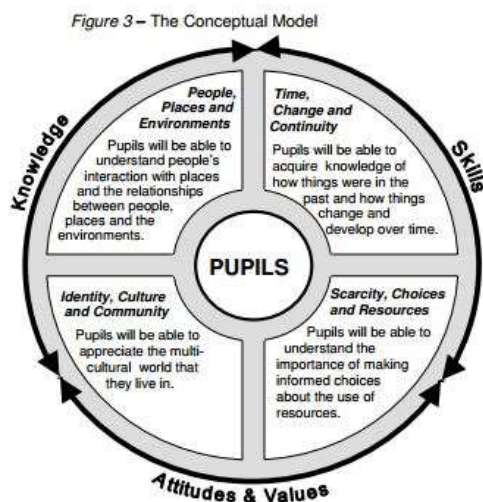 Figure 3 – The Conceptual Model
Knowledge
Skills
People,
Places and
Environments
Pupils will be able to
understand people's
interaction with places
and the relationships
between people,
places and the
environments.
Time,
Change and
Continuity
Pupils will be able to
acquire knowledge of
how things were in the
past and how things
change and
develop over time.
PUPILS
Identity, Culture
and Community
Pupils will be able to
appreciate the multi-
cultural world that
they live in.
Scarcity, Choices
and Resources
Pupils will be able to
understand the
importance of making
informed choices
about the use of
resources.
Attitudes & Values